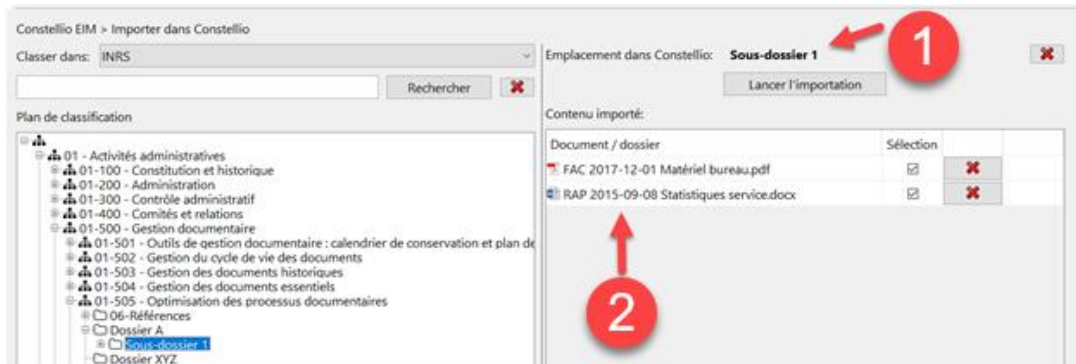 Constellio EIM > Importer dans Constellio
Classer dans: INRS
Rechercher
Plan de classification
01 - Activités administratives
01-100 - Constitution et historique
01-200 - Administration
01-300 - Contrôle administratif
01-400 - Comités et relations
01-500 - Gestion documentaire
01-501 - Outils de gestion documentaire : calendrier de conservation et plan de
01-502 - Gestion du cycle de vie des documents
01-503 - Gestion des documents historiques
01-504 - Gestion des documents essentiels
01-505 - Optimisation des processus documentaires
06-Références
Dossier A
Sous-dossier 1
Dossier XYZ
Emplacement dans Constellio: Sous-dossier 1
1
Lancer l'importation
Contenu importé:
Document / dossier Sélection
FAC 2017-12-01 Matériel bureau.pdf
RAP 2015-09-08 Statistiques service.docx
2